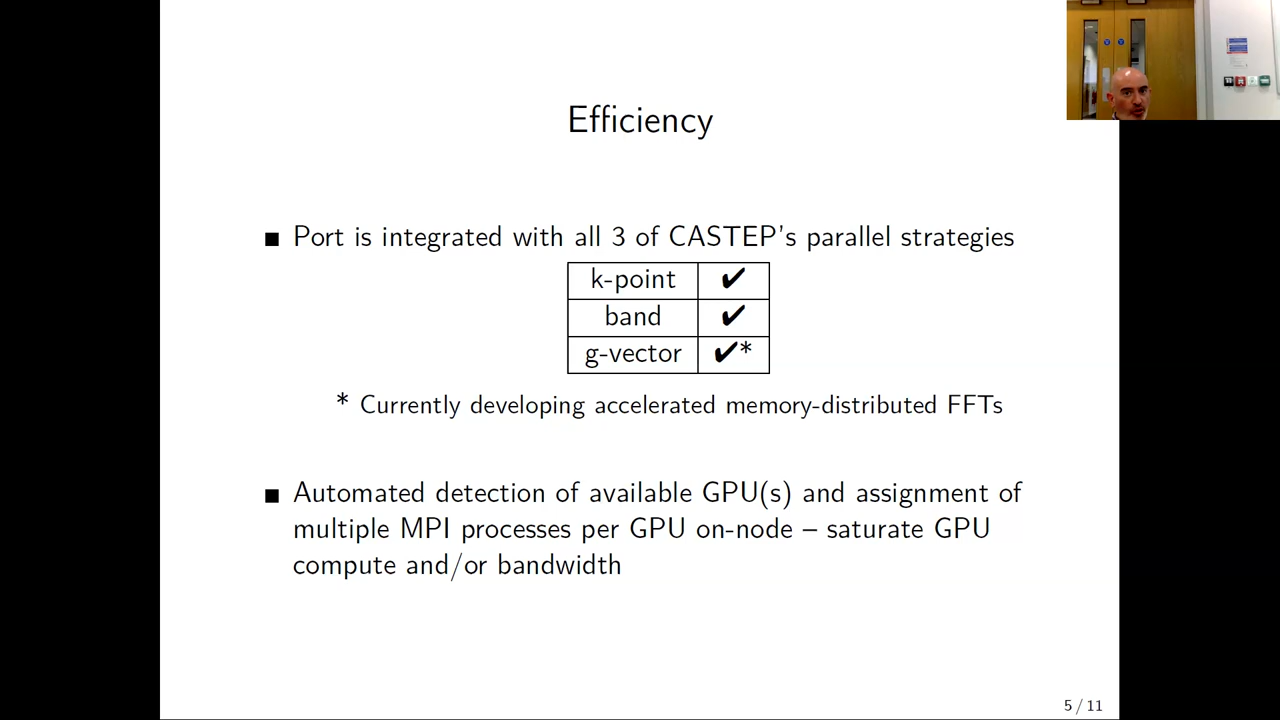 Efficiency
■ Port is integrated with all 3 of CASTEP's parallel strategies
k-point ✔
band ✔
g-vector ✔*
* Currently developing accelerated memory-distributed FFTs
■ Automated detection of available GPU(s) and assignment of
multiple MPI processes per GPU on-node – saturate GPU
compute and/or bandwidth
5 / 11